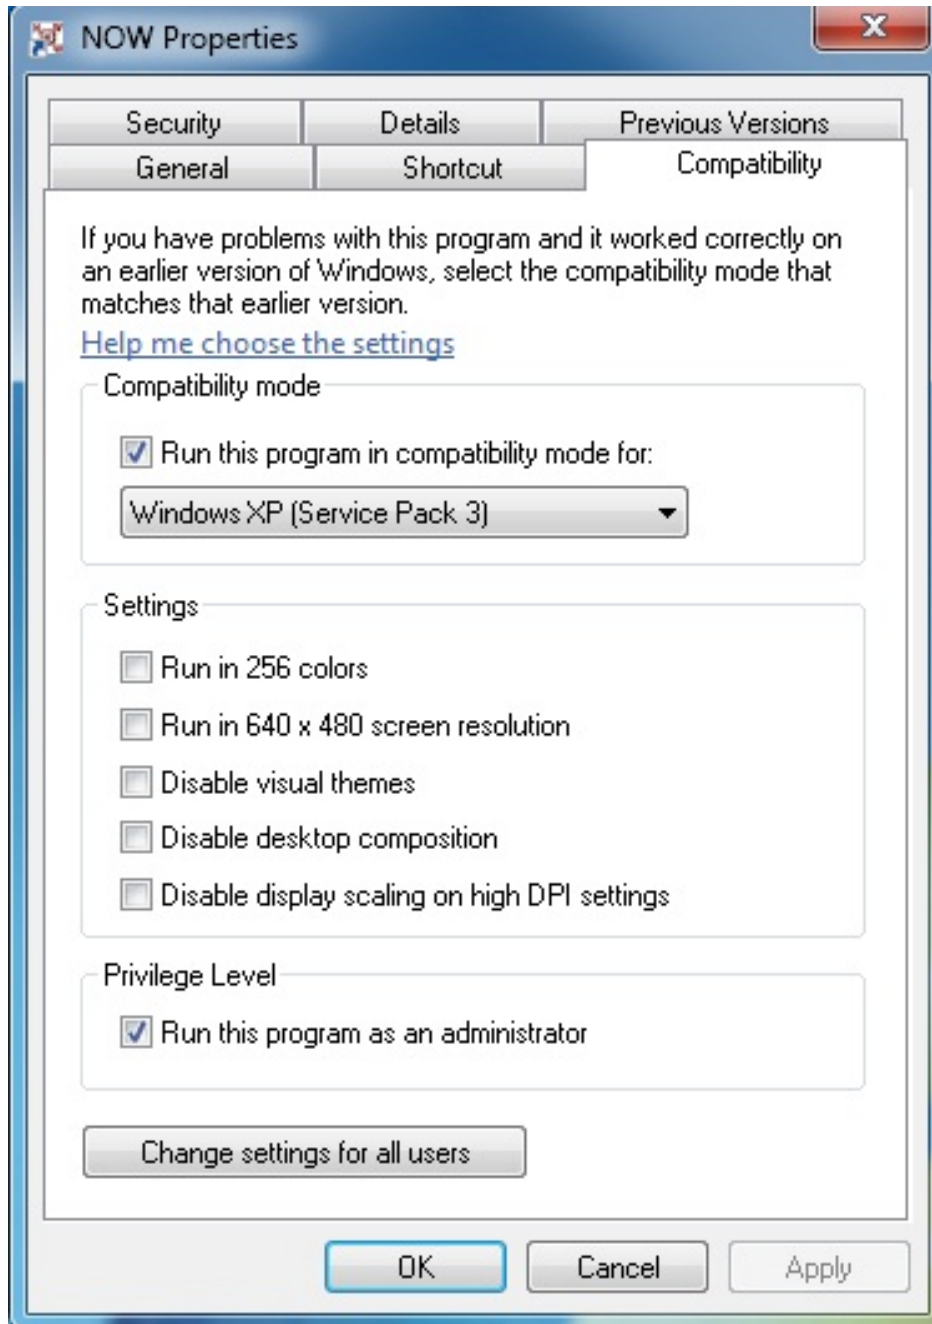 NOW Properties
Security Details Previous Versions
General Shortcut Compatibility
If you have problems with this program and it worked correctly on
an earlier version of Windows, select the compatibility mode that
matches that earlier version.
Help me choose the settings
Compatibility mode
Run this program in compatibility mode for:
Windows XP (Service Pack 3)
Settings
Run in 256 colors
Run in 640 x 480 screen resolution
Disable visual themes
Disable desktop composition
Disable display scaling on high DPI settings
Privilege Level
Run this program as an administrator
Change settings for all users
OK Cancel Apply